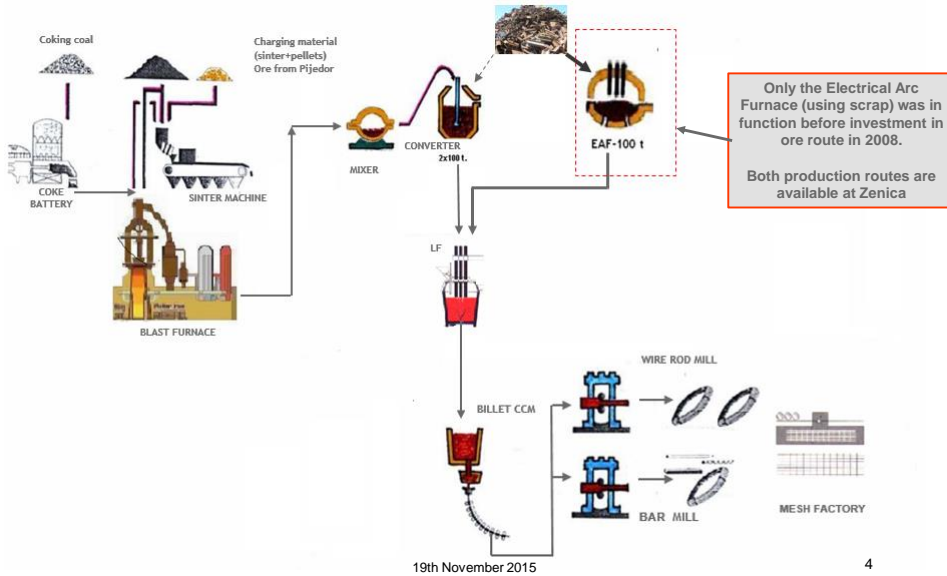 Coking coal
Charging material
(sinter+pellets)
Ore from Pijedor
COKE
BATTERY
SINTER MACHINE
BLAST FURNACE
MIXER
CONVERTER
2x100 t.
EAF-100 t
Only the Electrical Arc
Furnace (using scrap) was in
function before investment in
ore route in 2008.
Both production routes are
available at Zenica
LF
BILLET CCM
WIRE ROD MILL
BAR MILL
MESH FACTORY
19th November 2015
4